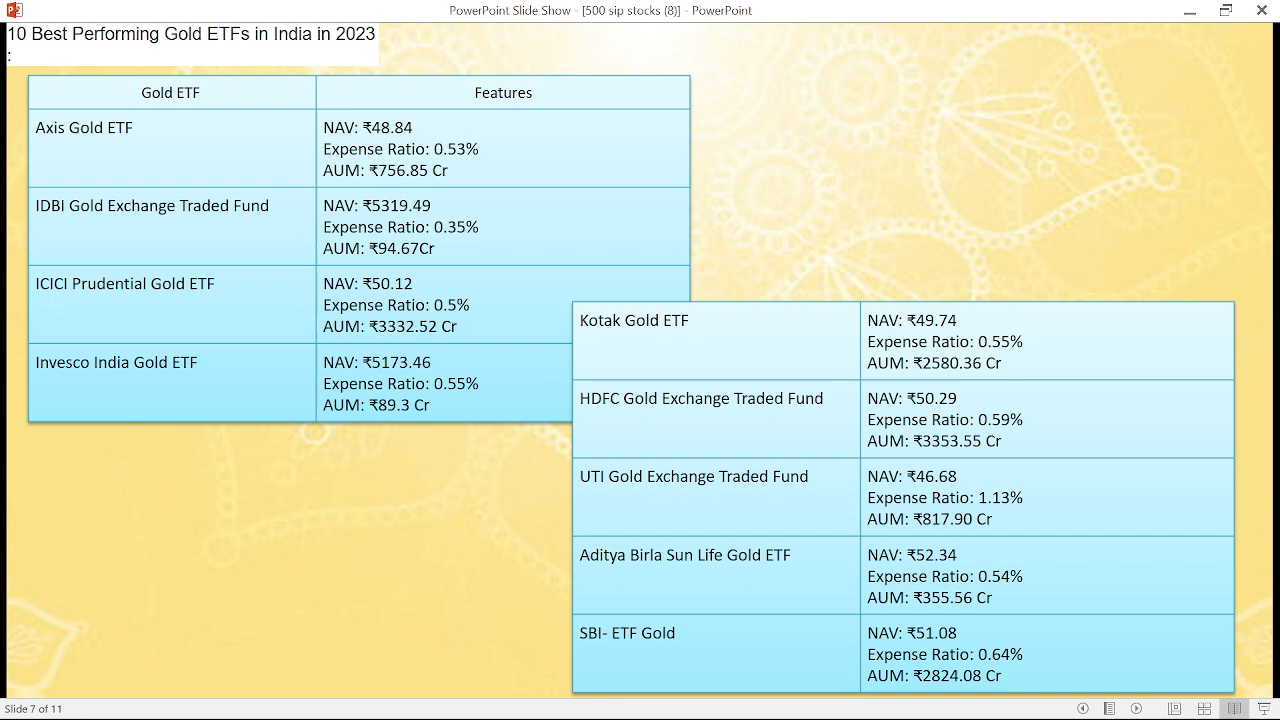 PowerPoint Slide Show - [500 sip stocks (8)] - PowerPoint
10 Best Performing Gold ETFs in India in 2023
:
Gold ETF
Features
Axis Gold ETF
NAV: ₹48.84
Expense Ratio: 0.53%
AUM: ₹756.85 Cr
IDBI Gold Exchange Traded Fund
NAV: ₹5319.49
Expense Ratio: 0.35%
AUM: ₹94.67Cr
ICICI Prudential Gold ETF
NAV: ₹50.12
Expense Ratio: 0.5%
AUM: ₹3332.52 Cr
Invesco India Gold ETF
NAV: ₹5173.46
Expense Ratio: 0.55%
AUM: ₹89.3 Cr
Kotak Gold ETF
NAV: ₹49.74
Expense Ratio: 0.55%
AUM: ₹2580.36 Cr
HDFC Gold Exchange Traded Fund
NAV: ₹50.29
Expense Ratio: 0.59%
AUM: ₹3353.55 Cr
UTI Gold Exchange Traded Fund
NAV: ₹46.68
Expense Ratio: 1.13%
AUM: ₹817.90 Cr
Aditya Birla Sun Life Gold ETF
NAV: ₹52.34
Expense Ratio: 0.54%
AUM: ₹355.56 Cr
SBI- ETF Gold
NAV: ₹51.08
Expense Ratio: 0.64%
AUM: ₹2824.08 Cr
Slide 7 of 11